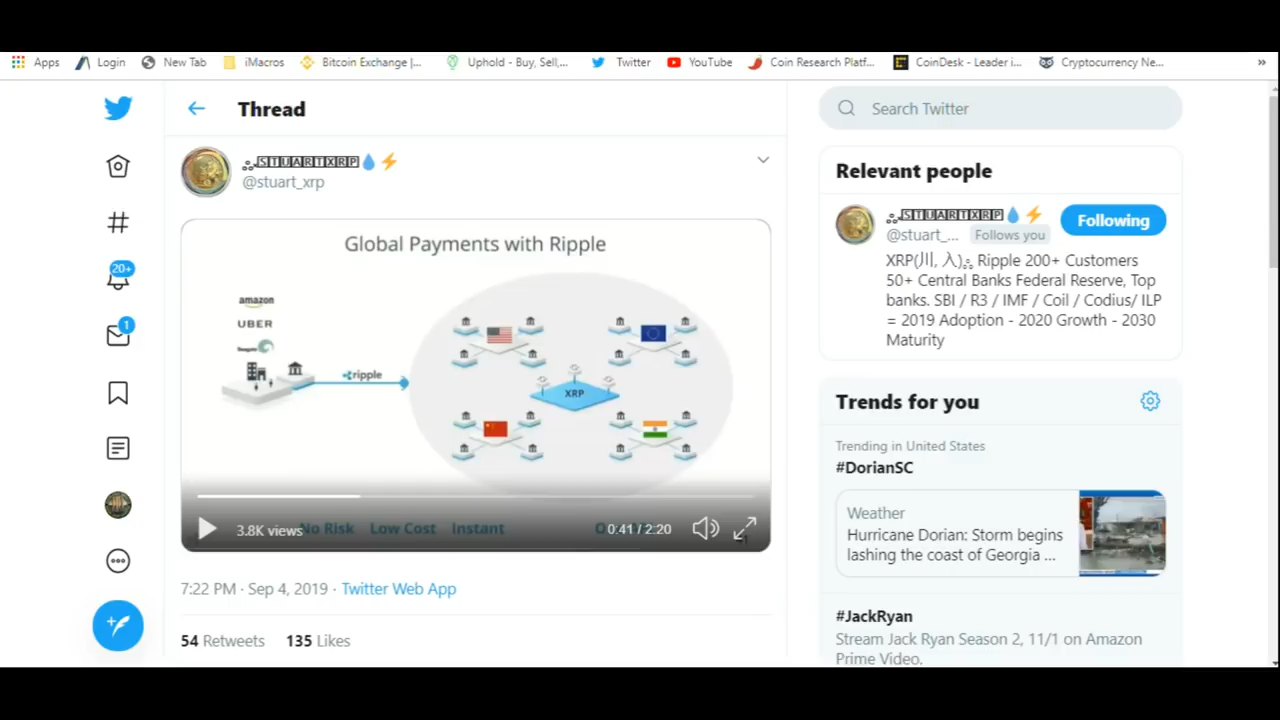 Apps
Login
New Tab
iMacros
Bitcoin Exchange |...
Uphold - Buy, Sell,...
Twitter
YouTube
Coin Research Platf...
CoinDesk - Leader i...
Cryptocurrency Ne...
»
Thread
🅂🅃🅄🄰🅁🅃🅇🅁🄿💧⚡
@stuart_xrp
Global Payments with Ripple
amazon
UBER
Seagate
ripple
XRP
No Risk Low Cost Instant
3.8K views
0:41 / 2:20
7:22 PM · Sep 4, 2019 · Twitter Web App
54 Retweets 135 Likes
20+
1
Search Twitter
Relevant people
🅂🅃🅄🄰🅁🅃🅇🅁🄿💧⚡
@stuart_... Follows you
Following
XRP(川, 入) Ripple 200+ Customers
50+ Central Banks Federal Reserve, Top
banks. SBI / R3 / IMF / Coil / Codius/ ILP
= 2019 Adoption - 2020 Growth - 2030
Maturity
Trends for you
Trending in United States
#DorianSC
Weather
Hurricane Dorian: Storm begins
lashing the coast of Georgia ...
#JackRyan
Stream Jack Ryan Season 2, 11/1 on Amazon
Prime Video.